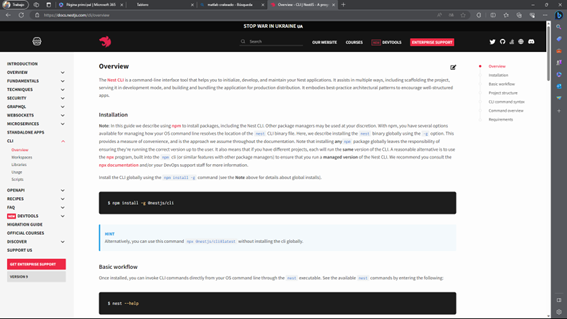 Página principal | Microsoft 365
Tablero
Overview - CLI | NestJS - A progr
https://docs.nestjs.com/cli/overview
STOP WAR IN UKRAINE UA
Search
OUR WEBSITE
COURSES
NEW DEVTOOLS
ENTERPRISE SUPPORT
INTRODUCTION
OVERVIEW
FUNDAMENTALS
TECHNIQUES
SECURITY
GRAPHQL
WEBSOCKETS
MICROSERVICES
STANDALONE APPS
CLI
Overview
Workspaces
Libraries
Usage
Scripts
OPENAPI
RECIPES
FAQ
NEW DEVTOOLS
MIGRATION GUIDE
OFFICIAL COURSES
DISCOVER
SUPPORT US
GET ENTERPRISE SUPPORT
Overview
The Nest CLI is a command-line interface tool that helps you to initialize, develop, and maintain your Nest applications. It assists in multiple ways, including scaffolding the project,
serving it in development mode, and building and bundling the application for production distribution. It embodies best-practice architectural patterns to encourage well-structured
apps.
Installation
Note: In this guide we describe using npm to install packages, including the Nest CLI. Other package managers may be used at your discretion. With npm, you have several options
available for managing how your OS command line resolves the location of the nest CLI binary file. Here, we describe installing the nest binary globally using the -g option. This
provides a measure of convenience, and is the approach we assume throughout the documentation. Note that installing any npm package globally leaves the responsibility of
ensuring they're running the correct version up to the user. It also means that if you have different projects, each will run the same version of the CLI. A reasonable alternative is to use
the npx program, built into the npm cli (or similar features with other package managers) to ensure that you run a managed version of the Nest CLI. We recommend you consult the
npx documentation and/or your DevOps support staff for more information.
Install the CLI globally using the npm install -g command (see the Note above for details about global installs).
$ npm install -g @nestjs/cli
HINT
Alternatively, you can use this command npx @nestjs/cli@latest without installing the cli globally.
Basic workflow
Once installed, you can invoke CLI commands directly from your OS command line through the nest executable. See the available nest commands by entering the following:
$ nest --help
Overview
Installation
Basic workflow
Project structure
CLI command syntax
Command overview
Requirements